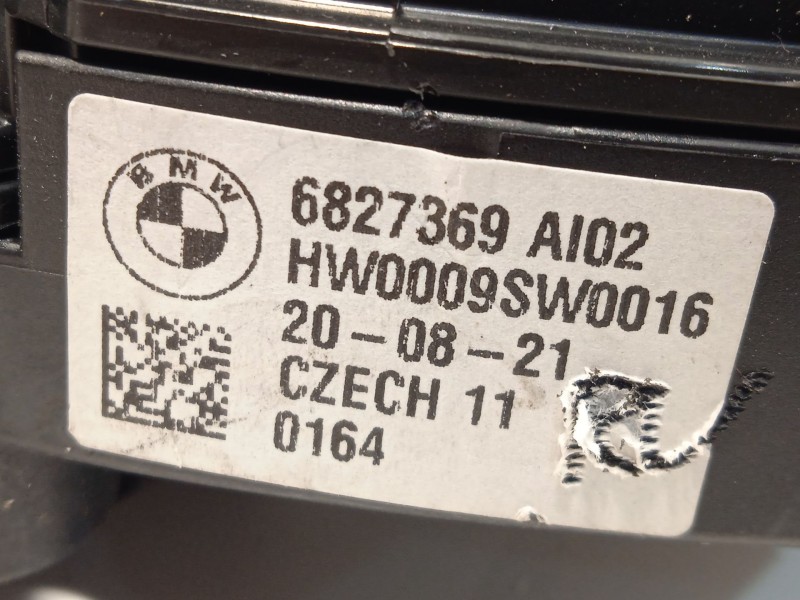 BMW
6827369 AI02
HW0009SW0016
20-08-21
CZECH 11
0164